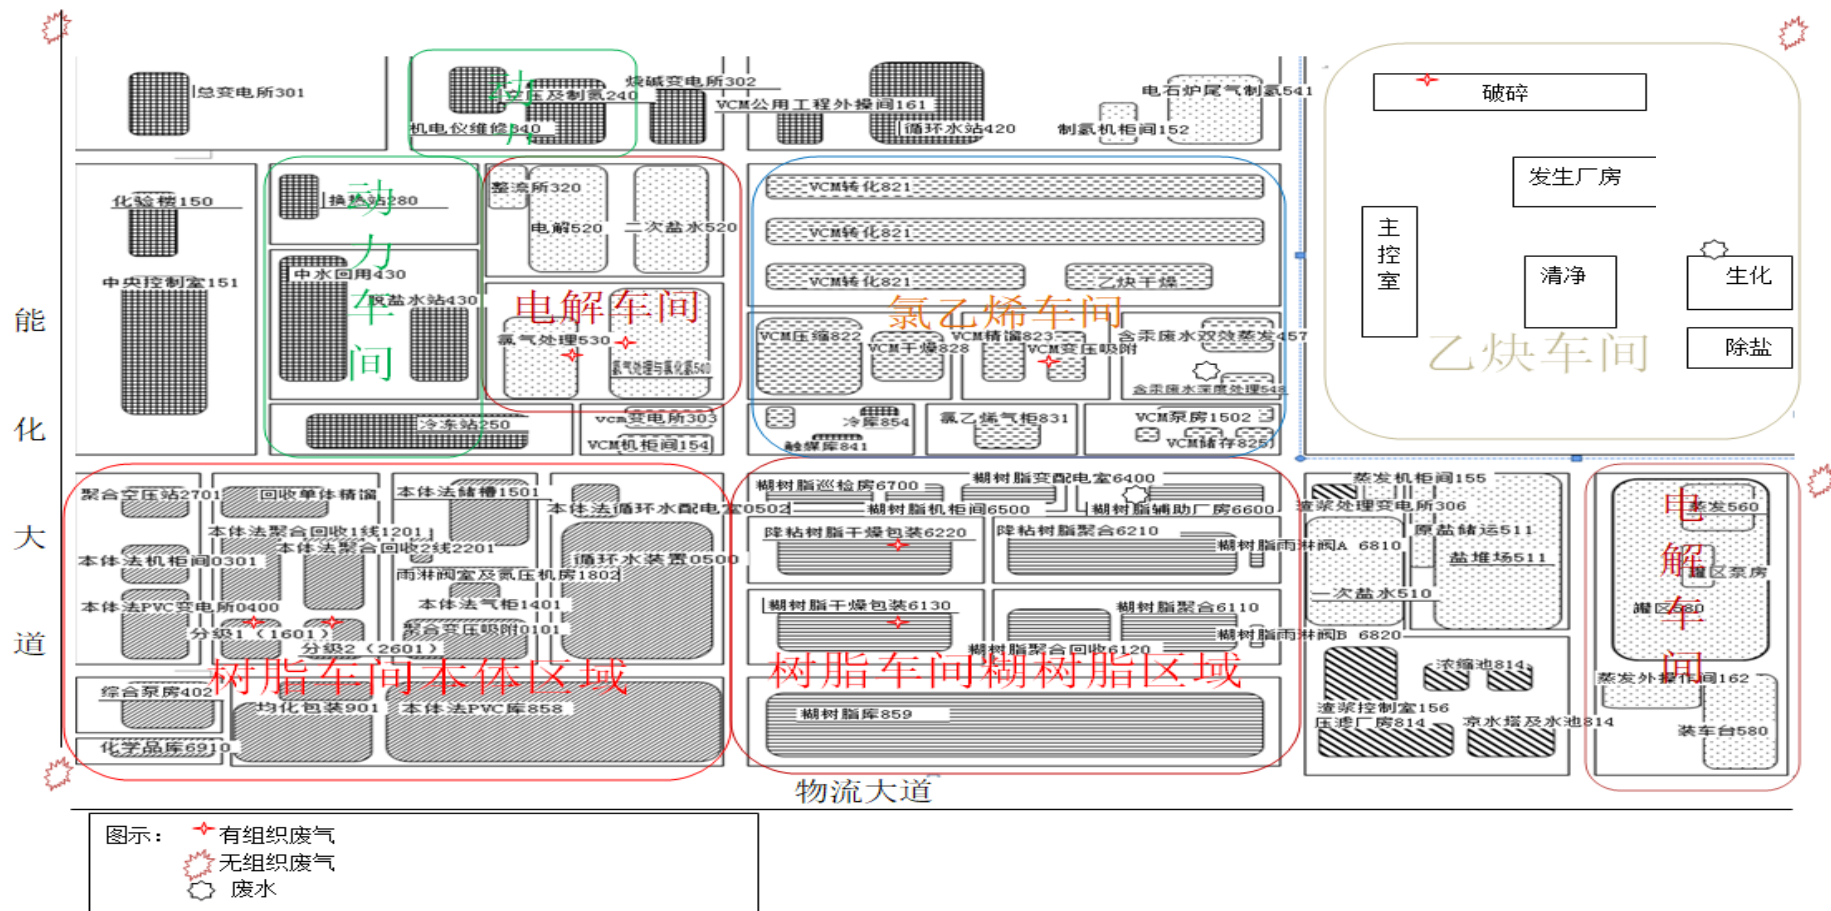 总变电所301
动力
空压及制氮240
机电仪维修340
烧碱变电所302
VCM公用工程外操间161
循环水站420
制氢机柜间152
电石炉尾气制氢541
破碎
发生厂房
主控室
清净
生化
除盐
乙炔车间
化验楼150
中央控制室151
换热站280
中水回用430
脱盐水站430
动力车间
冷冻站250
整流所320
电解520
二次盐水520
电解车间
氯气处理530
氢气处理与氯化氢540
vcm变电所303
VCM机柜间154
VCM转化821
VCM转化821
VCM转化821
乙炔干燥
氯乙烯车间
VCM压缩822
VCM干燥828
VCM精馏823
VCM变压吸附
含汞废水双效蒸发457
含汞废水深度处理548
冷库854
触媒库841
氯乙烯气柜831
VCM泵房1502
VCM储存825
能化大道
聚合空压站2701
回收单体精馏
本体法储槽1501
本体法循环水配电室0502
本体法聚合回收1线1201
本体法聚合回收2线2201
循环水装置0500
本体法机柜间0301
雨淋阀室及氮压机房1802
本体法PVC变电所0400
本体法气柜1401
分级1（1601）
聚合变压吸附0101
分级2（2601）
树脂车间本体区域
综合泵房402
均化包装901
本体法PVC库858
化学品库6910
糊树脂巡检房6700
糊树脂变配电室6400
糊树脂机柜间6500
糊树脂辅助厂房6600
降粘树脂干燥包装6220
降粘树脂聚合6210
糊树脂雨淋阀A 6810
糊树脂干燥包装6130
糊树脂聚合6110
糊树脂雨淋阀B 6820
糊树脂聚合回收6120
树脂车间糊树脂区域
糊树脂库859
蒸发机柜间155
渣浆处理变电所306
原盐储运511
盐堆场511
一次盐水510
浓缩池814
渣浆控制室156
压滤厂房814
凉水塔及水池814
电解车间
蒸发560
罐区泵房
罐区580
蒸发外操作间162
装车台580
物流大道
图示：
有组织废气
无组织废气
废水